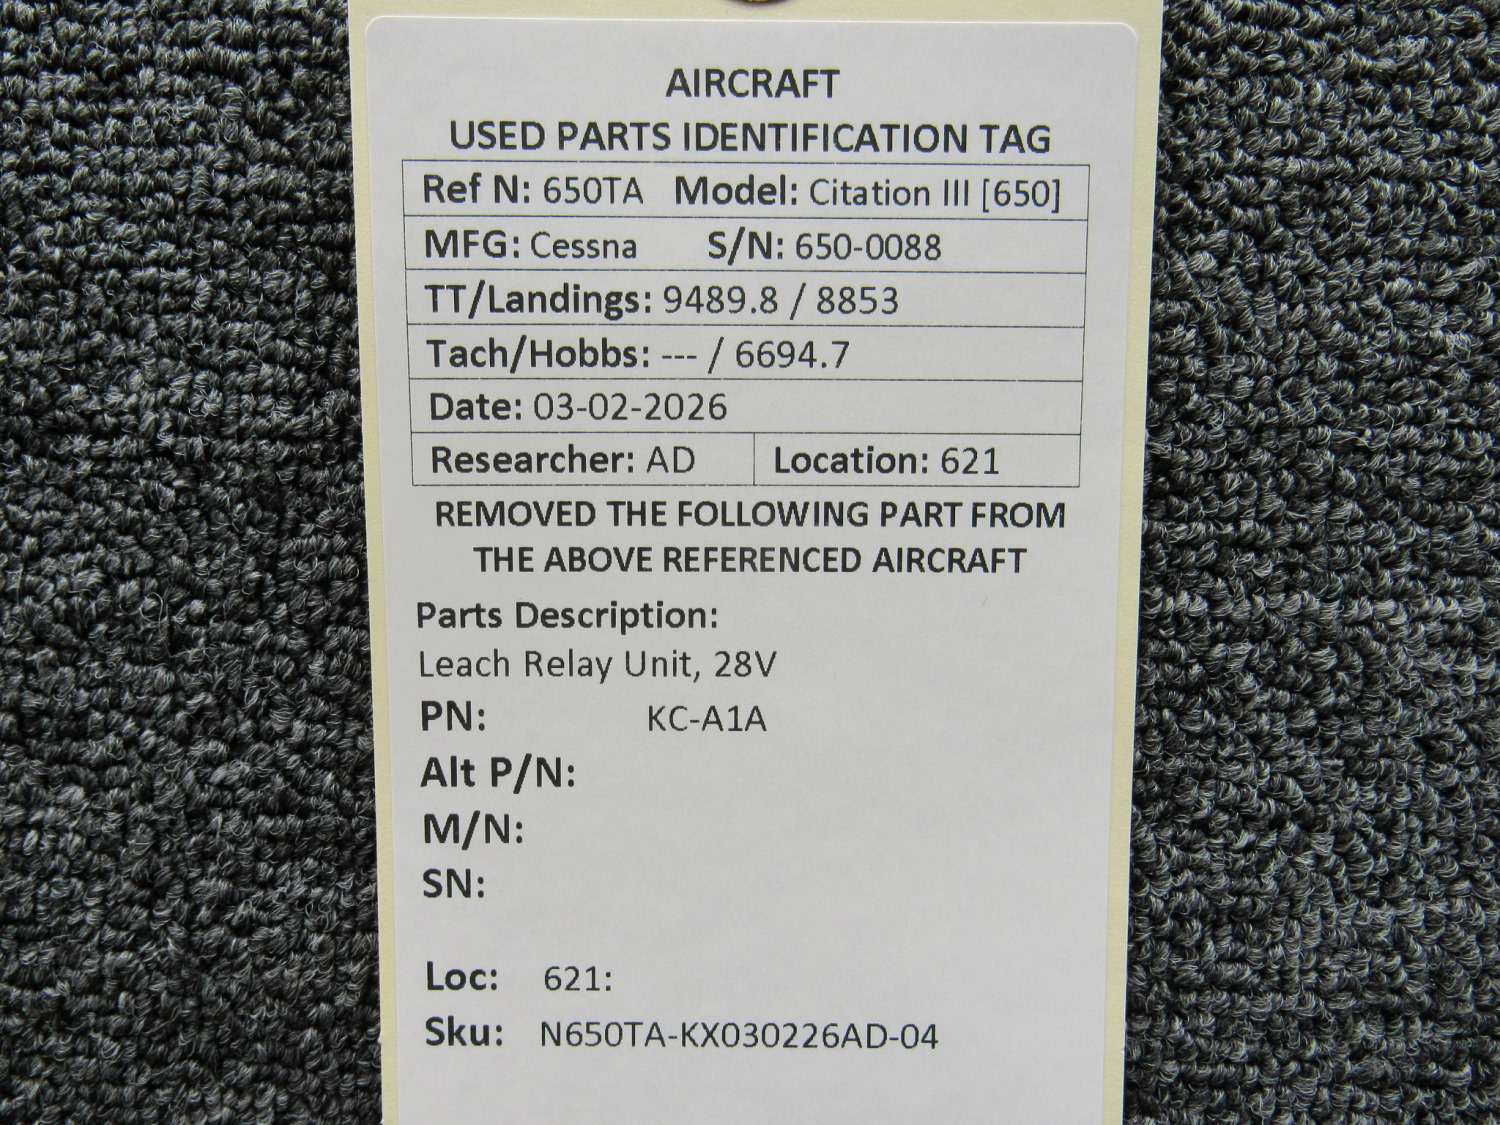 AIRCRAFT
USED PARTS IDENTIFICATION TAG
Ref N: 650TA Model: Citation III [650]
MFG: Cessna S/N: 650-0088
TT/Landings: 9489.8 / 8853
Tach/Hobbs: --- / 6694.7
Date: 03-02-2026
Researcher: AD Location: 621
REMOVED THE FOLLOWING PART FROM
THE ABOVE REFERENCED AIRCRAFT
Parts Description:
Leach Relay Unit, 28V
PN: KC-A1A
Alt P/N:
M/N:
SN:
Loc: 621:
Sku: N650TA-KX030226AD-04